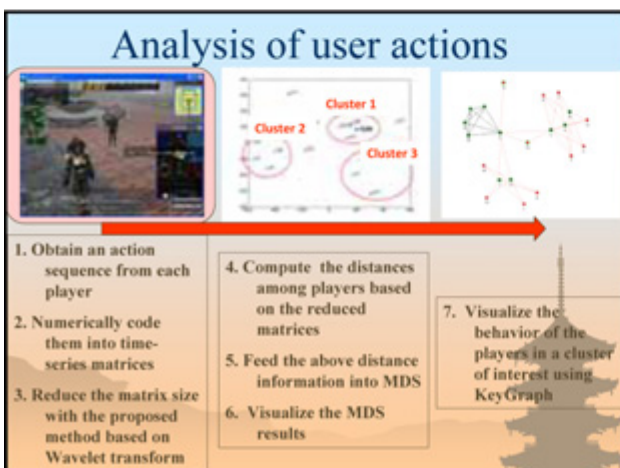 Analysis of user actions
Cluster 1
Cluster 2
Cluster 3
1. Obtain an action
sequence from each
player
2. Numerically code
them into time-
series matrices
3. Reduce the matrix size
with the proposed
method based on
Wavelet transform
4. Compute the distances
among players based
on the reduced
matrices
5. Feed the above distance
information into MDS
6. Visualize the MDS
results
7. Visualize the
behavior of the
players in a cluster
of interest using
KeyGraph